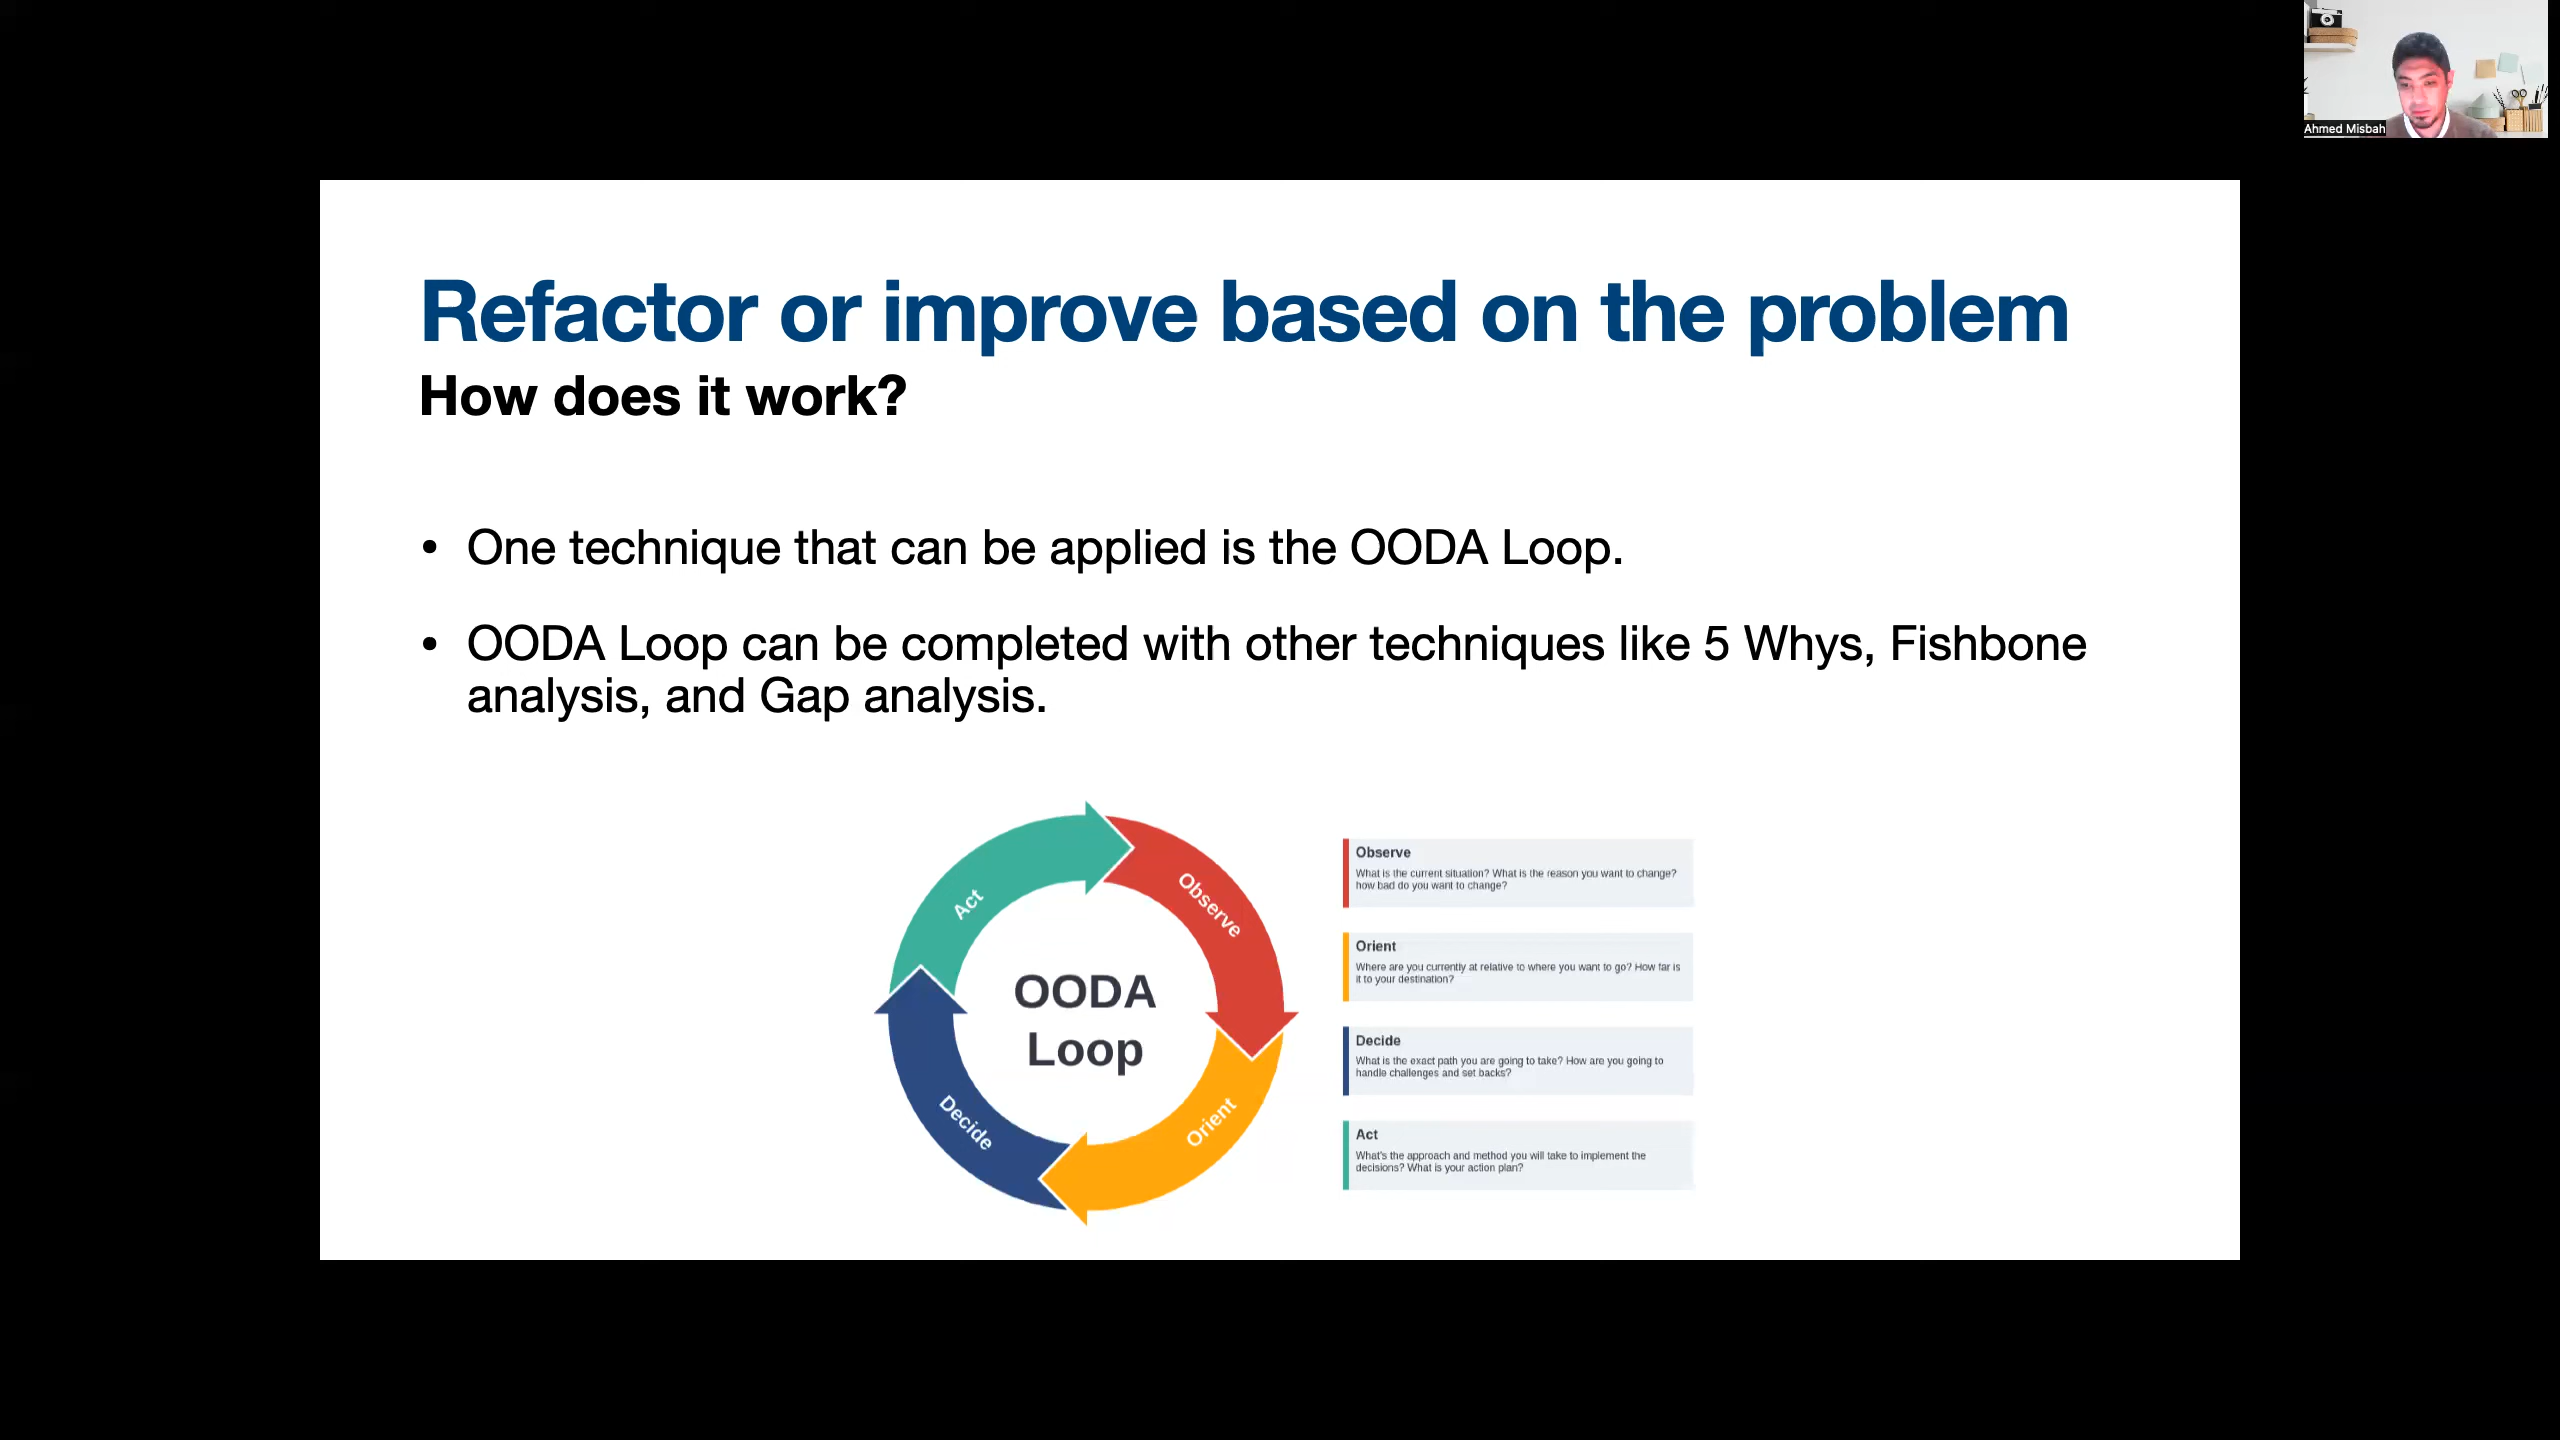 Ahmed Misbah
Refactor or improve based on the problem
How does it work?
• One technique that can be applied is the OODA Loop.
• OODA Loop can be completed with other techniques like 5 Whys, Fishbone
analysis, and Gap analysis.
Act
Observe
OODA
Loop
Decide
Orient
Observe
What is the current situation? What is the reason you want to change?
how bad do you want to change?
Orient
Where are you currently at relative to where you want to go? How far is
it to your destination?
Decide
What is the exact path you are going to take? How are you going to
handle challenges and set backs?
Act
What's the approach and method you will take to implement the
decisions? What is your action plan?